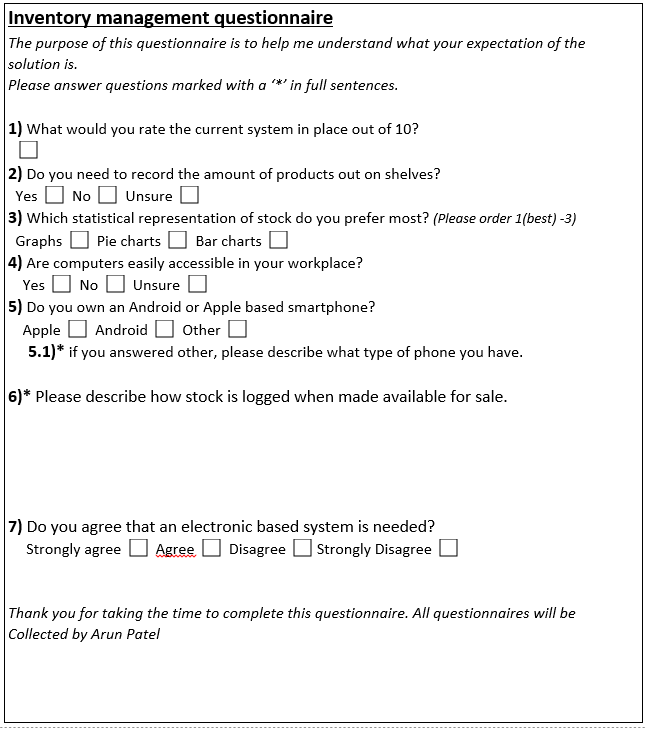 Inventory management questionnaire
The purpose of this questionnaire is to help me understand what your expectation of the
solution is.
Please answer questions marked with a ‘*’ in full sentences.
1) What would you rate the current system in place out of 10?
2) Do you need to record the amount of products out on shelves?
Yes No Unsure
3) Which statistical representation of stock do you prefer most? (Please order 1(best) -3)
Graphs Pie charts Bar charts
4) Are computers easily accessible in your workplace?
Yes No Unsure
5) Do you own an Android or Apple based smartphone?
Apple Android Other
5.1)* if you answered other, please describe what type of phone you have.
6)* Please describe how stock is logged when made available for sale.
7) Do you agree that an electronic based system is needed?
Strongly agree Agree Disagree Strongly Disagree
Thank you for taking the time to complete this questionnaire. All questionnaires will be
Collected by Arun Patel